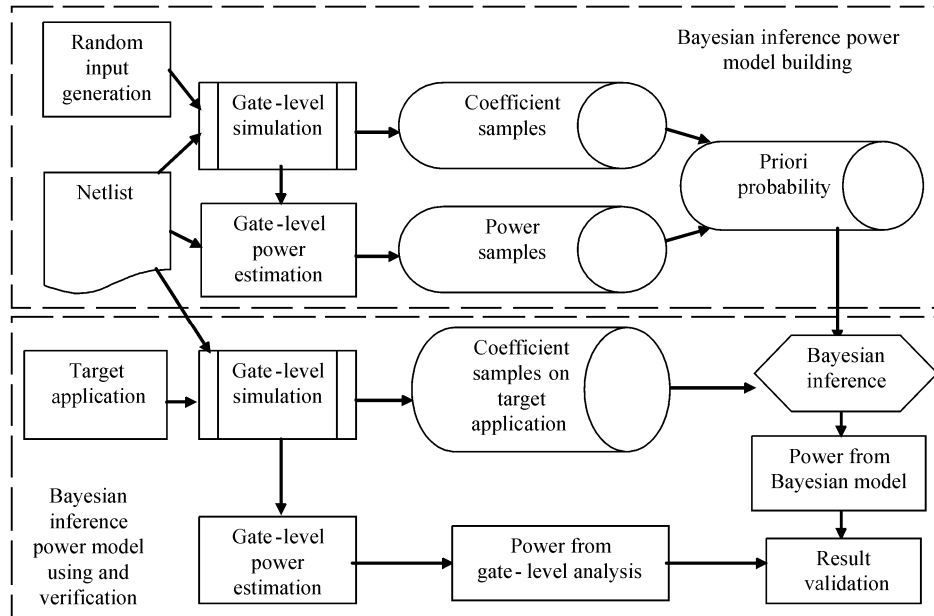 Random
input
generation
Gate-level
simulation
Coefficient
samples
Bayesian inference power
model building
Priori
probability
Netlist
Gate-level
power
estimation
Power
samples
Target
application
Gate-level
simulation
Coefficient
samples on
target
application
Bayesian
inference
Power from
Bayesian model
Bayesian
inference
power model
using and
verification
Gate-level
power
estimation
Power from
gate-level analysis
Result
validation